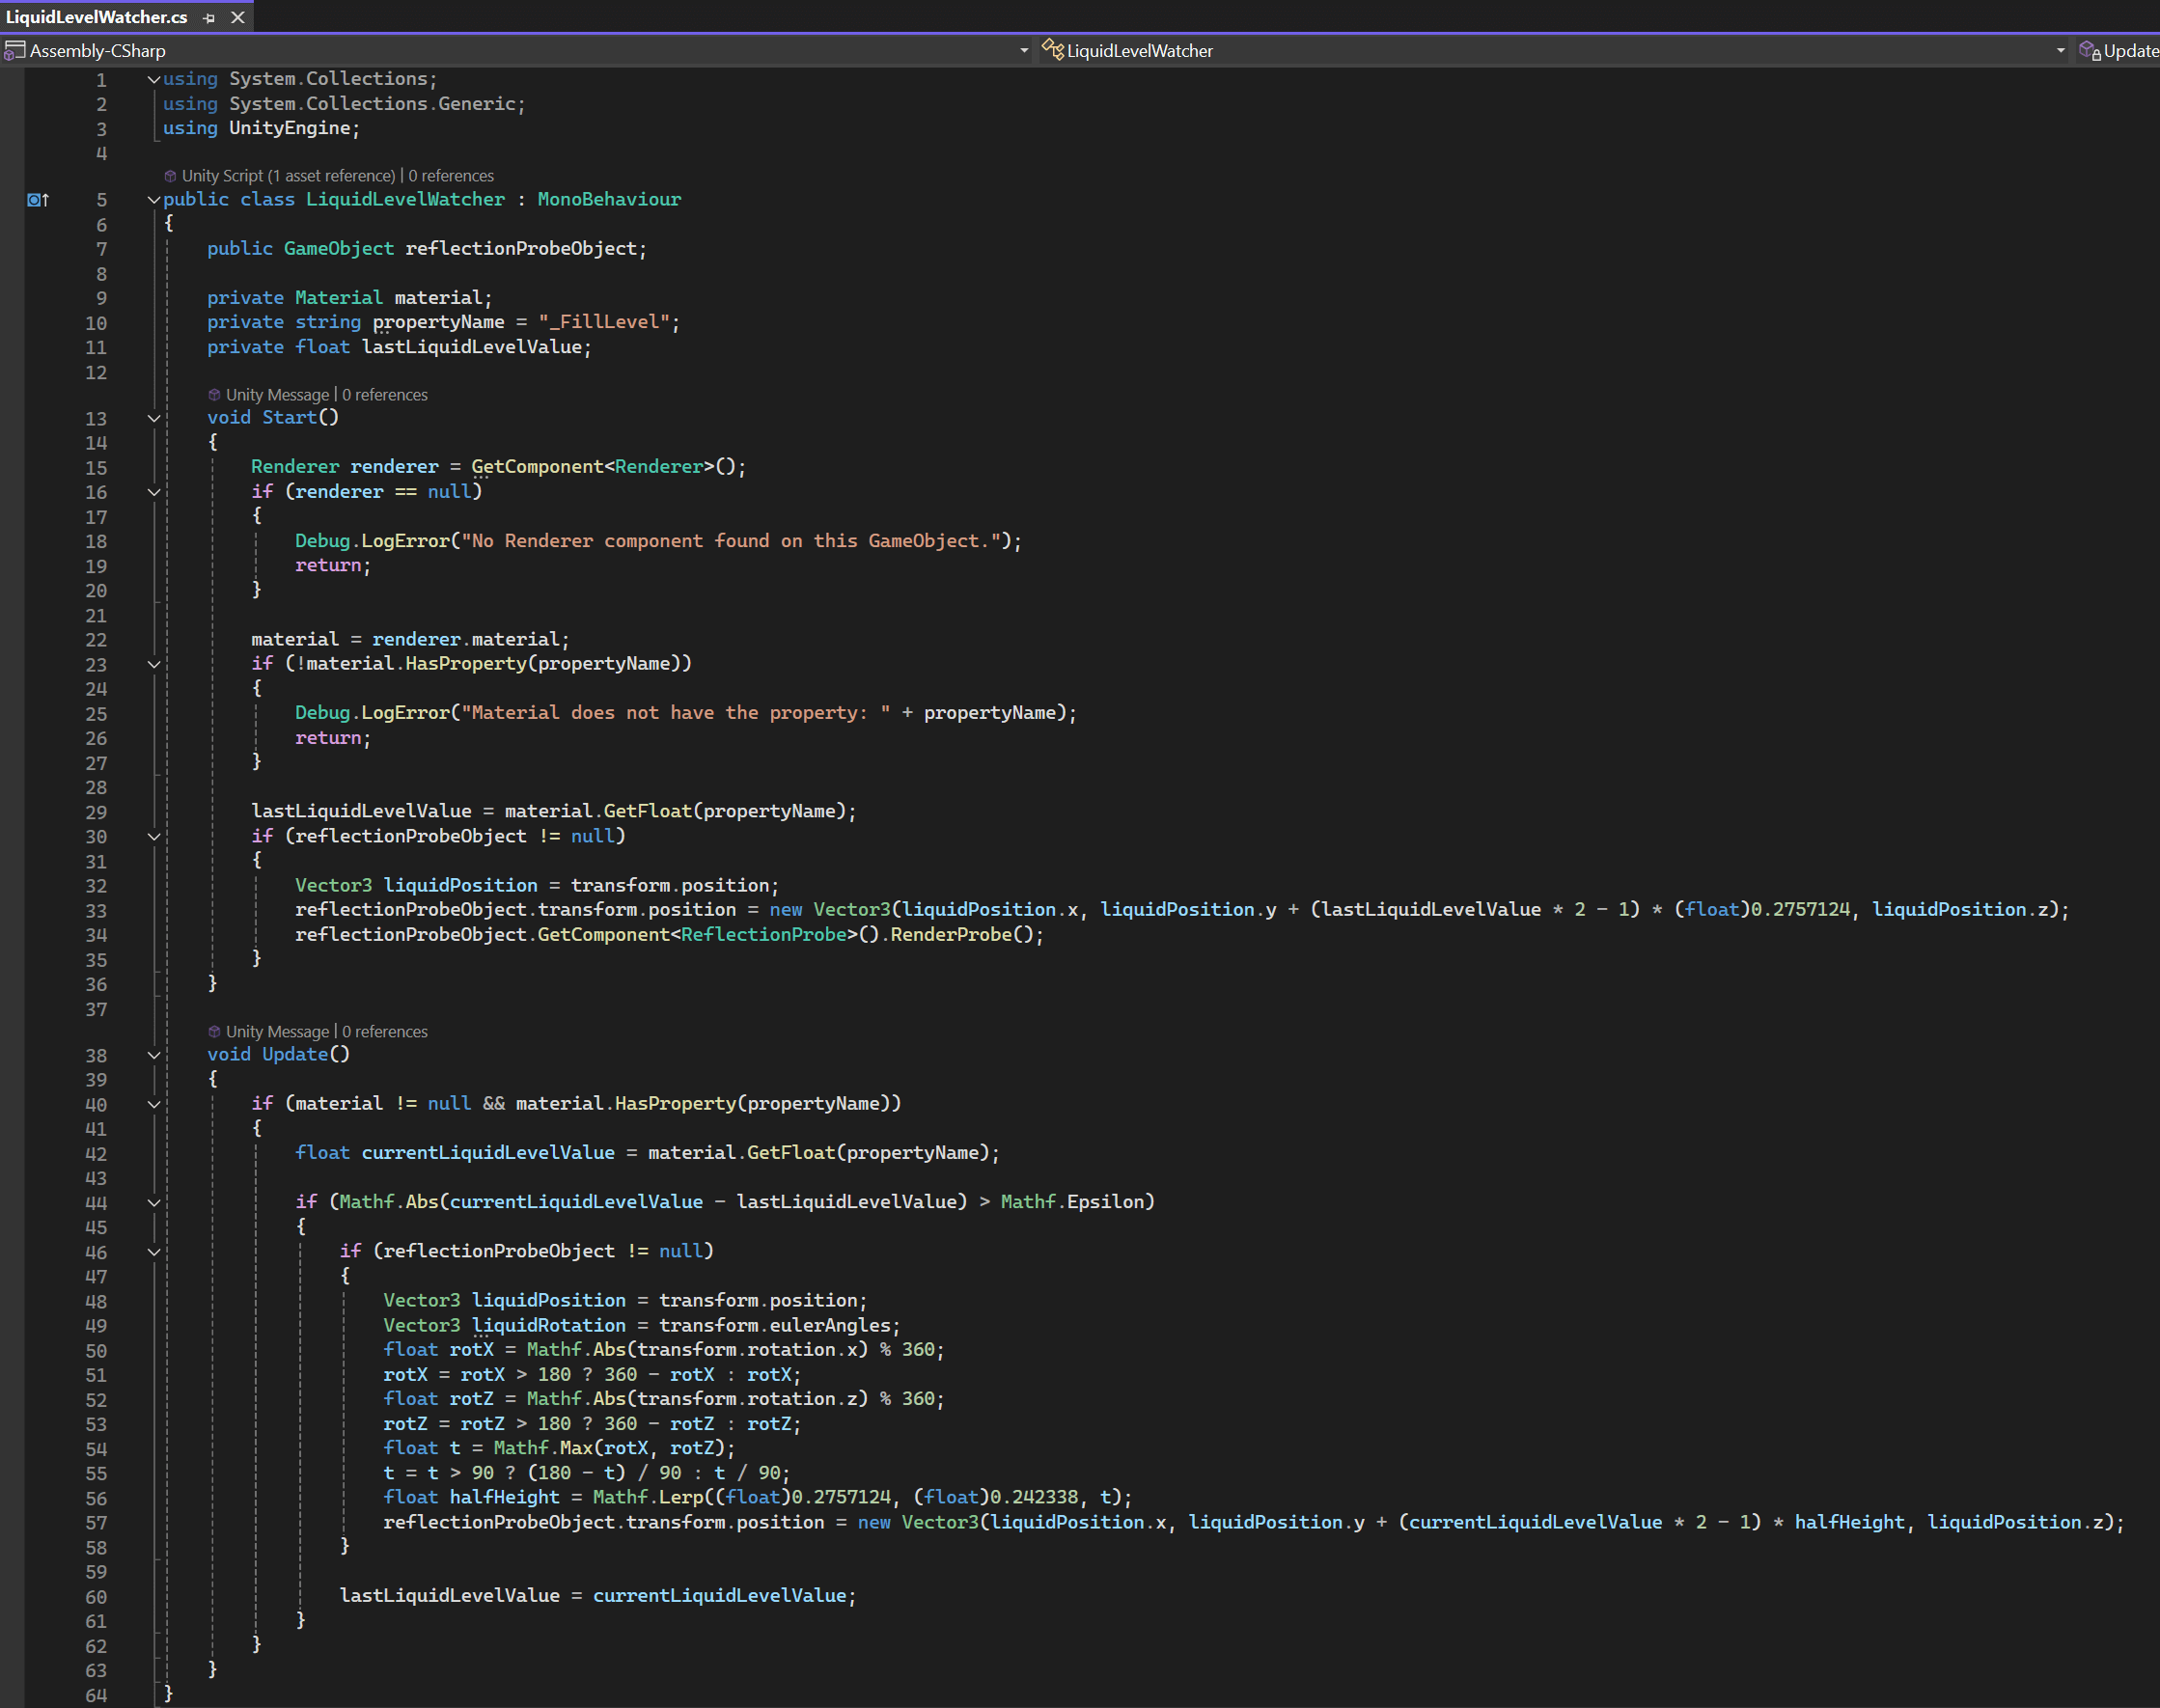 LiquidLevelWatcher.cs
Assembly-CSharp LiquidLevelWatcher Update
1 using System.Collections;
2 using System.Collections.Generic;
3 using UnityEngine;
4
Unity Script (1 asset reference) | 0 references
5 public class LiquidLevelWatcher : MonoBehaviour
6 {
7 public GameObject reflectionProbeObject;
8
9 private Material material;
10 private string propertyName = "_FillLevel";
11 private float lastLiquidLevelValue;
12
Unity Message | 0 references
13 void Start()
14 {
15 Renderer renderer = GetComponent<Renderer>();
16 if (renderer == null)
17 {
18 Debug.LogError("No Renderer component found on this GameObject.");
19 return;
20 }
21
22 material = renderer.material;
23 if (!material.HasProperty(propertyName))
24 {
25 Debug.LogError("Material does not have the property: " + propertyName);
26 return;
27 }
28
29 lastLiquidLevelValue = material.GetFloat(propertyName);
30 if (reflectionProbeObject != null)
31 {
32 Vector3 liquidPosition = transform.position;
33 reflectionProbeObject.transform.position = new Vector3(liquidPosition.x, liquidPosition.y + (lastLiquidLevelValue * 2 - 1) * (float)0.2757124, liquidPosition.z);
34 reflectionProbeObject.GetComponent<ReflectionProbe>().RenderProbe();
35 }
36 }
37
Unity Message | 0 references
38 void Update()
39 {
40 if (material != null && material.HasProperty(propertyName))
41 {
42 float currentLiquidLevelValue = material.GetFloat(propertyName);
43
44 if (Mathf.Abs(currentLiquidLevelValue - lastLiquidLevelValue) > Mathf.Epsilon)
45 {
46 if (reflectionProbeObject != null)
47 {
48 Vector3 liquidPosition = transform.position;
49 Vector3 liquidRotation = transform.eulerAngles;
50 float rotX = Mathf.Abs(transform.rotation.x) % 360;
51 rotX = rotX > 180 ? 360 - rotX : rotX;
52 float rotZ = Mathf.Abs(transform.rotation.z) % 360;
53 rotZ = rotZ > 180 ? 360 - rotZ : rotZ;
54 float t = Mathf.Max(rotX, rotZ);
55 t = t > 90 ? (180 - t) / 90 : t / 90;
56 float halfHeight = Mathf.Lerp((float)0.2757124, (float)0.242338, t);
57 reflectionProbeObject.transform.position = new Vector3(liquidPosition.x, liquidPosition.y + (currentLiquidLevelValue * 2 - 1) * halfHeight, liquidPosition.z);
58 }
59
60 lastLiquidLevelValue = currentLiquidLevelValue;
61 }
62 }
63 }
64 }